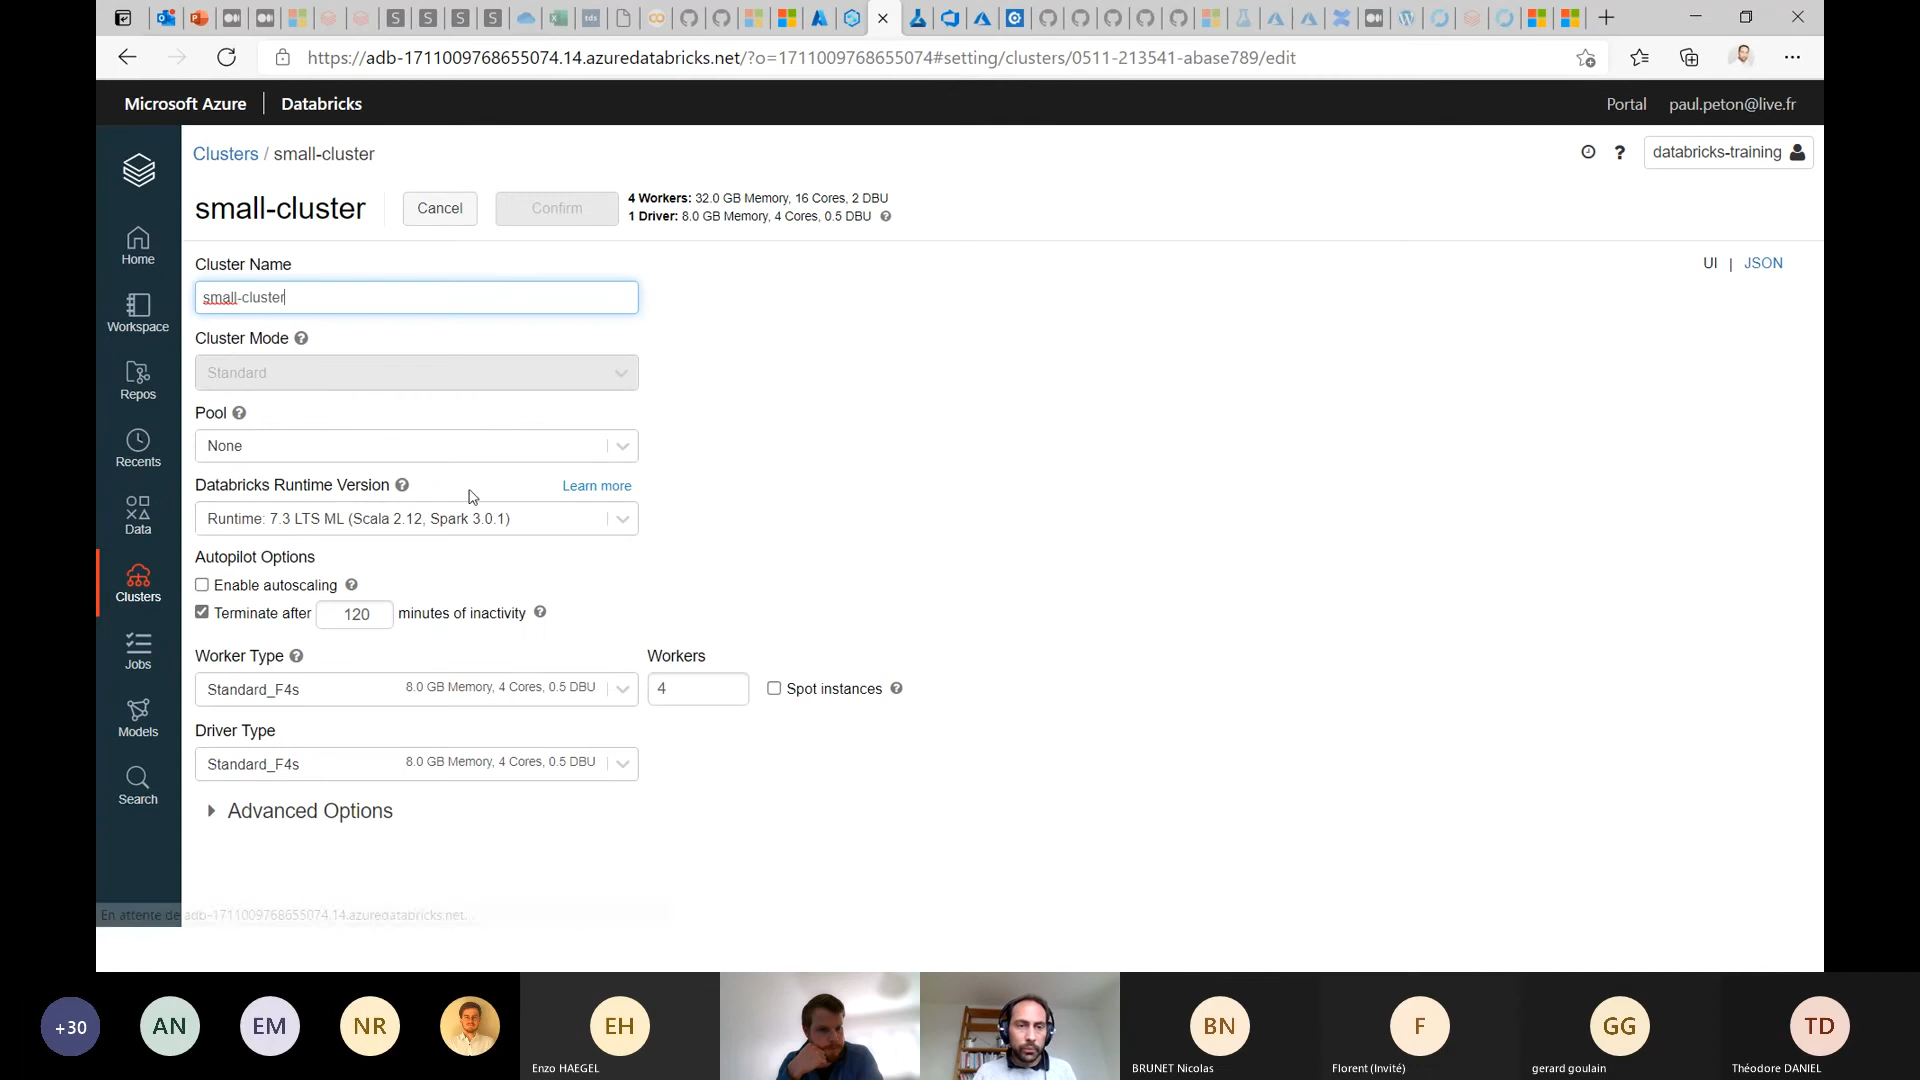 https://adb-1711009768655074.14.azuredatabricks.net/?o=1711009768655074#setting/clusters/0511-213541-abase789/edit
Microsoft Azure | Databricks
Portal paul.peton@live.fr
Clusters / small-cluster
? databricks-training
small-cluster
Cancel
Confirm
4 Workers: 32.0 GB Memory, 16 Cores, 2 DBU
1 Driver: 8.0 GB Memory, 4 Cores, 0.5 DBU ?
Home
Workspace
Repos
Recents
Data
Clusters
Jobs
Models
Search
UI | JSON
Cluster Name
small-cluster
Cluster Mode ?
Standard
Pool ?
None
Databricks Runtime Version ? Learn more
Runtime: 7.3 LTS ML (Scala 2.12, Spark 3.0.1)
Autopilot Options
Enable autoscaling ?
Terminate after 120 minutes of inactivity ?
Worker Type ? Workers
Standard_F4s 8.0 GB Memory, 4 Cores, 0.5 DBU 4 Spot instances ?
Driver Type
Standard_F4s 8.0 GB Memory, 4 Cores, 0.5 DBU
Advanced Options
En attente de adb-1711009768655074.14.azuredatabricks.net...
+30 AN EM NR EH BN F GG TD
Enzo HAEGEL BRUNET Nicolas Florent (Invité) gerard goulain Théodore DANIEL